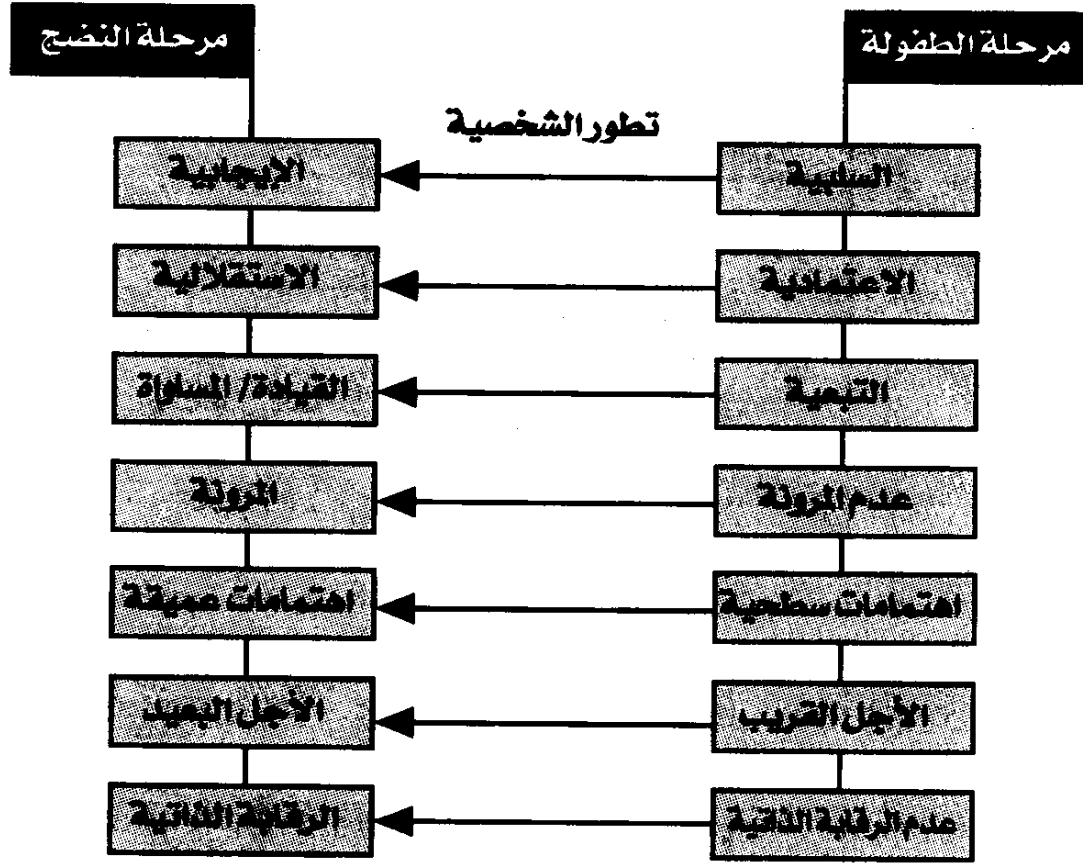 مرحلة الطفولة
مرحلة النضج
تطور الشخصية
السلبية
الإيجابية
الاعتمادية
الاستقلالية
التبعية
القيادة / المساواة
عدم المرونة
المرونة
اهتمامات سطحية
اهتمامات عميقة
الأجل القريب
الأجل البعيد
عدم الرقابة الذاتية
الرقابة الذاتية